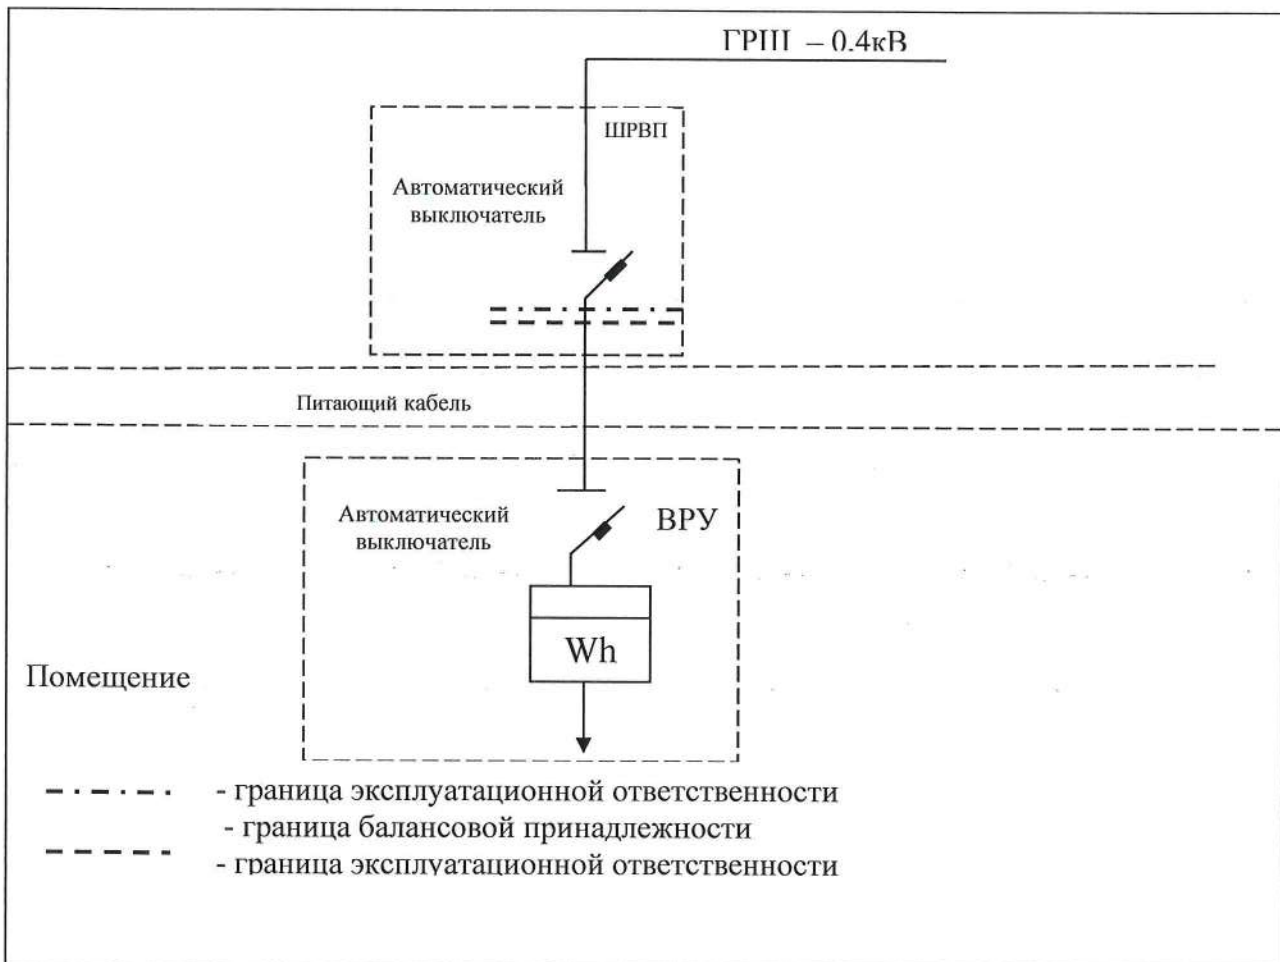 ГРЩ – 0.4кВ
ШРВП
Автоматический
выключатель
Питающий кабель
Автоматический
выключатель
ВРУ
Wh
Помещение
- граница эксплуатационной ответственности
- граница балансовой принадлежности
- граница эксплуатационной ответственности